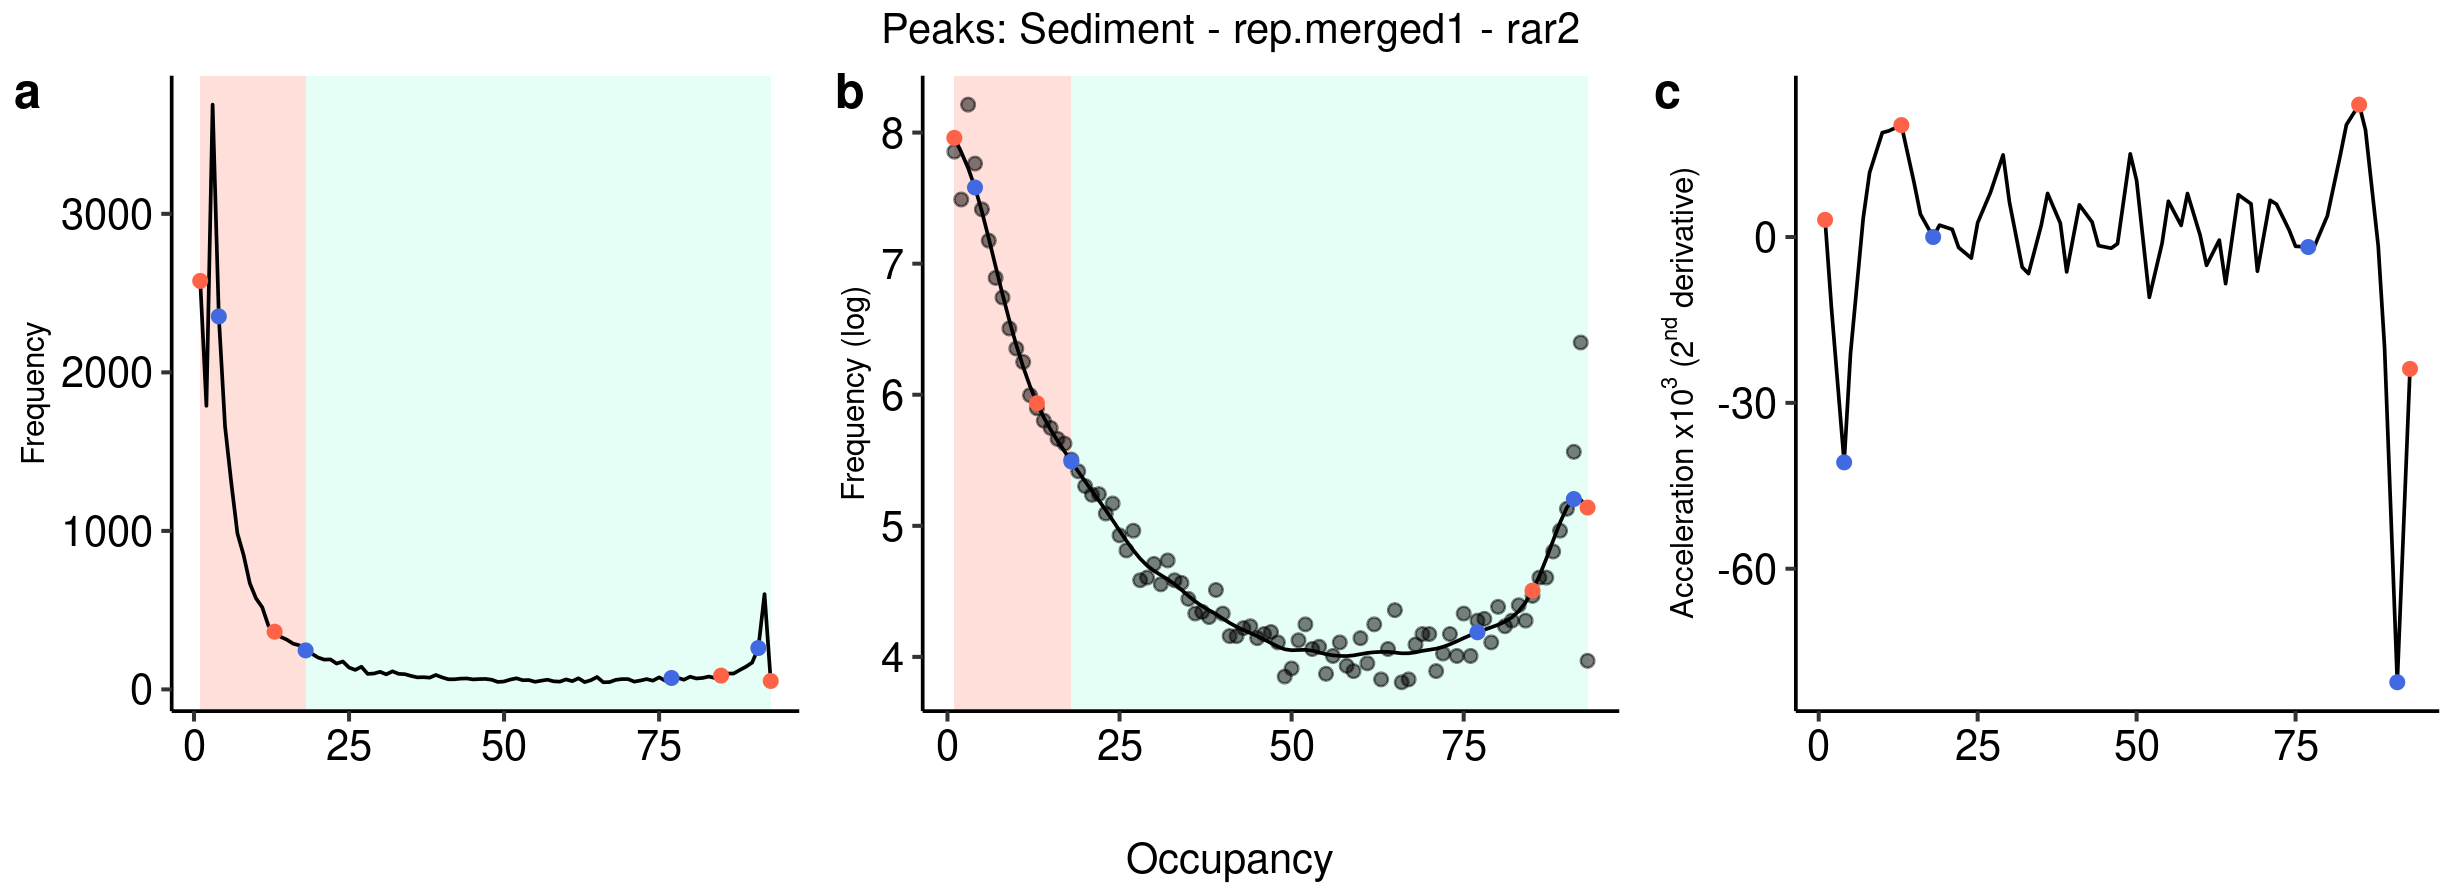 Peaks: Sediment - rep.merged1 - rar2
a
Frequency
3000
2000
1000
0
0 25 50 75
b
Frequency (log)
8
7
6
5
4
0 25 50 75
c
Acceleration x10³ (2ⁿᵈ derivative)
0
-30
-60
0 25 50 75
Occupancy